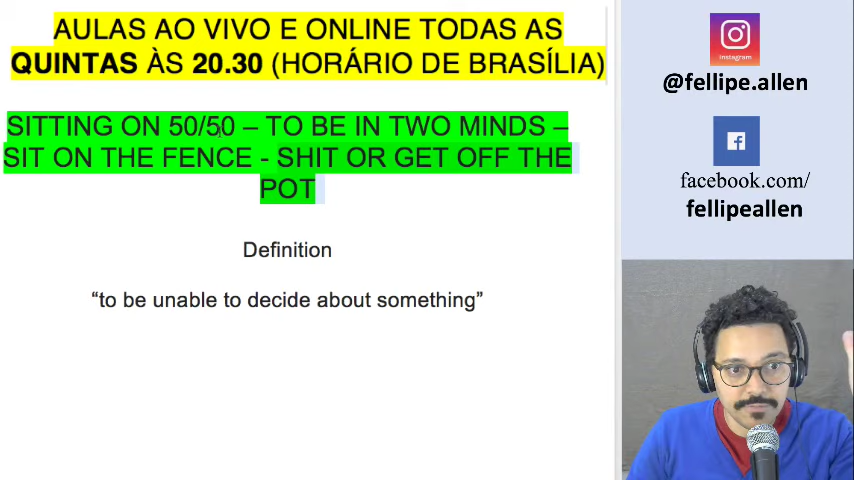 AULAS AO VIVO E ONLINE TODAS AS
QUINTAS ÀS 20.30 (HORÁRIO DE BRASÍLIA)
SITTING ON 50/50 – TO BE IN TWO MINDS –
SIT ON THE FENCE - SHIT OR GET OFF THE
POT
Definition
“to be unable to decide about something”
Instagram
@fellipe.allen
facebook.com/
fellipeallen